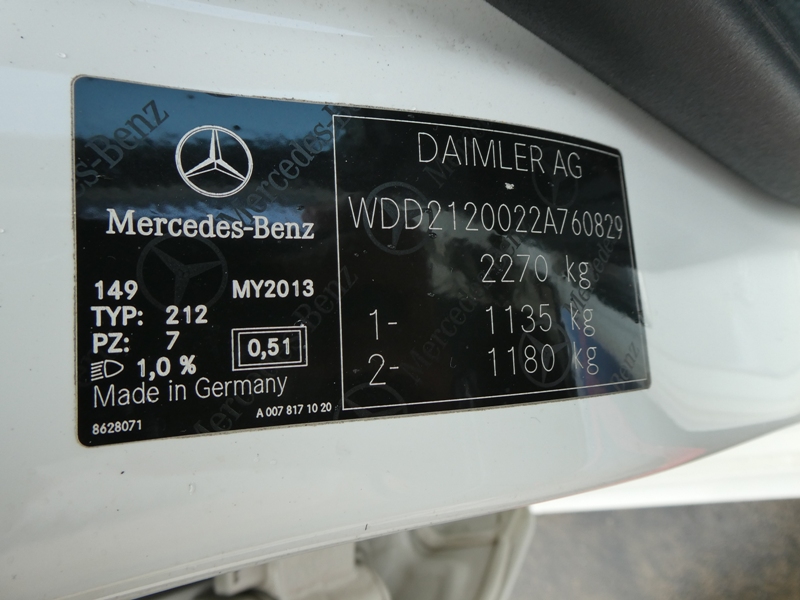 Mercedes-Benz
149 MY2013
TYP: 212
PZ: 7
1,0 % 0,51
Made in Germany
8628071 A 007 817 10 20
DAIMLER AG
WDD2120022A760829
2270 kg
1- 1135 kg
2- 1180 kg